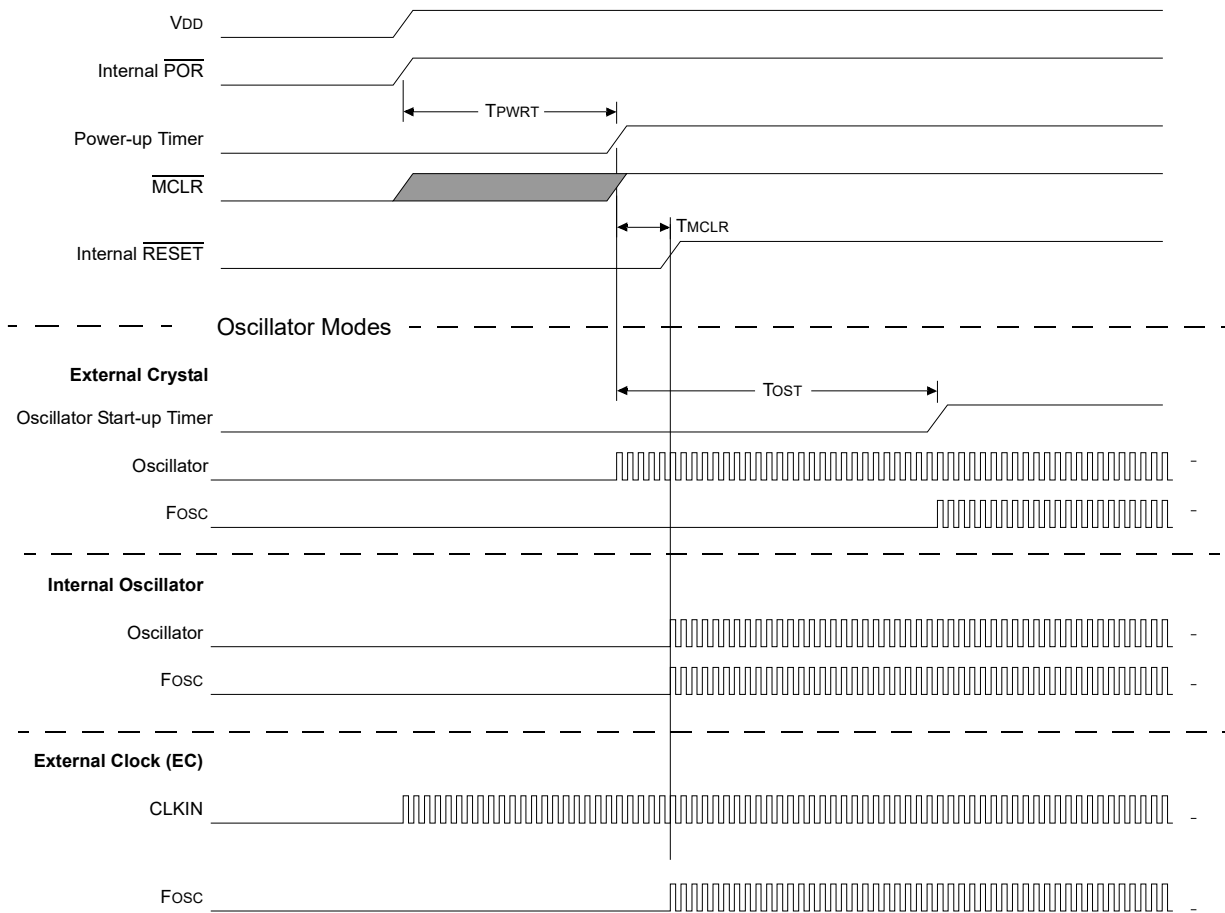 VDD
Internal POR
TPWRT
Power-up Timer
MCLR
TMCLR
Internal RESET
Oscillator Modes
External Crystal
TOST
Oscillator Start-up Timer
Oscillator
FOSC
Internal Oscillator
Oscillator
FOSC
External Clock (EC)
CLKIN
FOSC